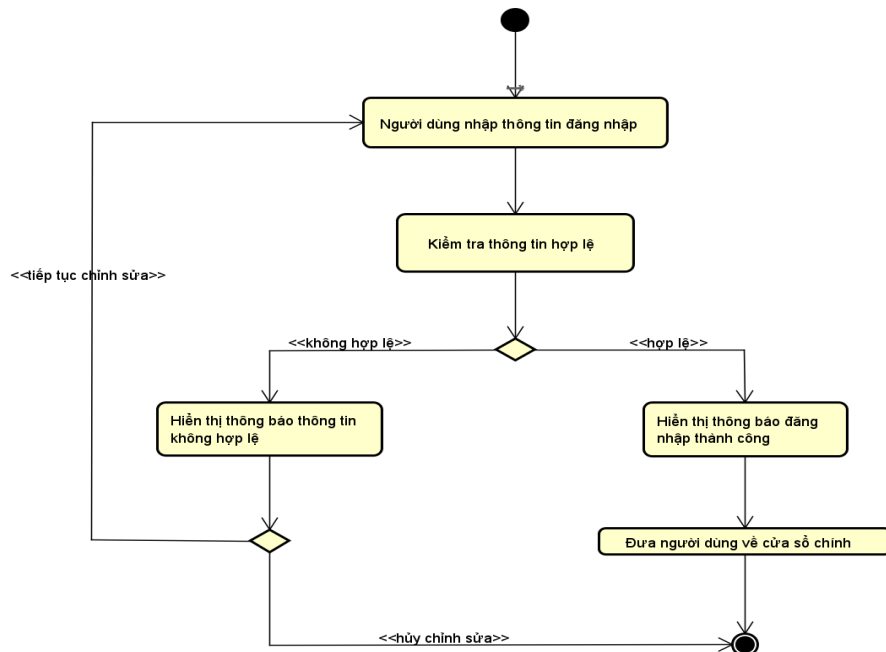 Người dùng nhập thông tin đăng nhập
Kiểm tra thông tin hợp lệ
<<tiếp tục chỉnh sửa>>
<<không hợp lệ>>
<<hợp lệ>>
Hiển thị thông báo thông tin
không hợp lệ
Hiển thị thông báo đăng
nhập thành công
Đưa người dùng về cửa sổ chính
<<hủy chỉnh sửa>>